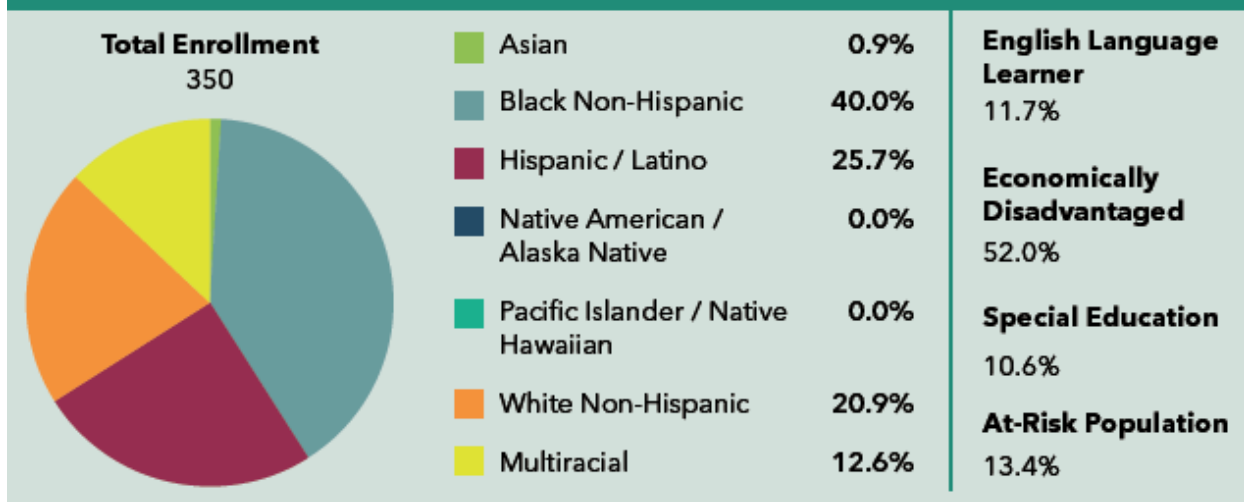 Total Enrollment
350
Asian 0.9%
Black Non-Hispanic 40.0%
Hispanic / Latino 25.7%
Native American / 0.0%
Alaska Native
Pacific Islander / Native 0.0%
Hawaiian
White Non-Hispanic 20.9%
Multiracial 12.6%
English Language
Learner
11.7%
Economically
Disadvantaged
52.0%
Special Education
10.6%
At-Risk Population
13.4%